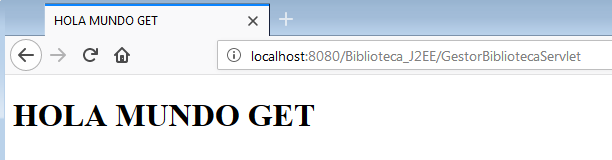 HOLA MUNDO GET
localhost:8080/Biblioteca_J2EE/GestorBibliotecaServlet
HOLA MUNDO GET